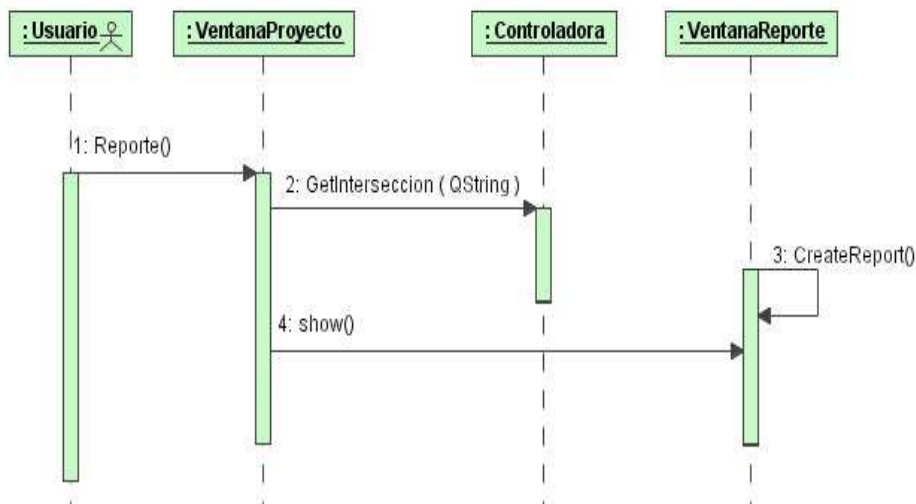 : Usuario
: VentanaProyecto
: Controladora
: VentanaReporte
1: Reporte()
2: GetInterseccion ( QString )
3: CreateReport()
4: show()